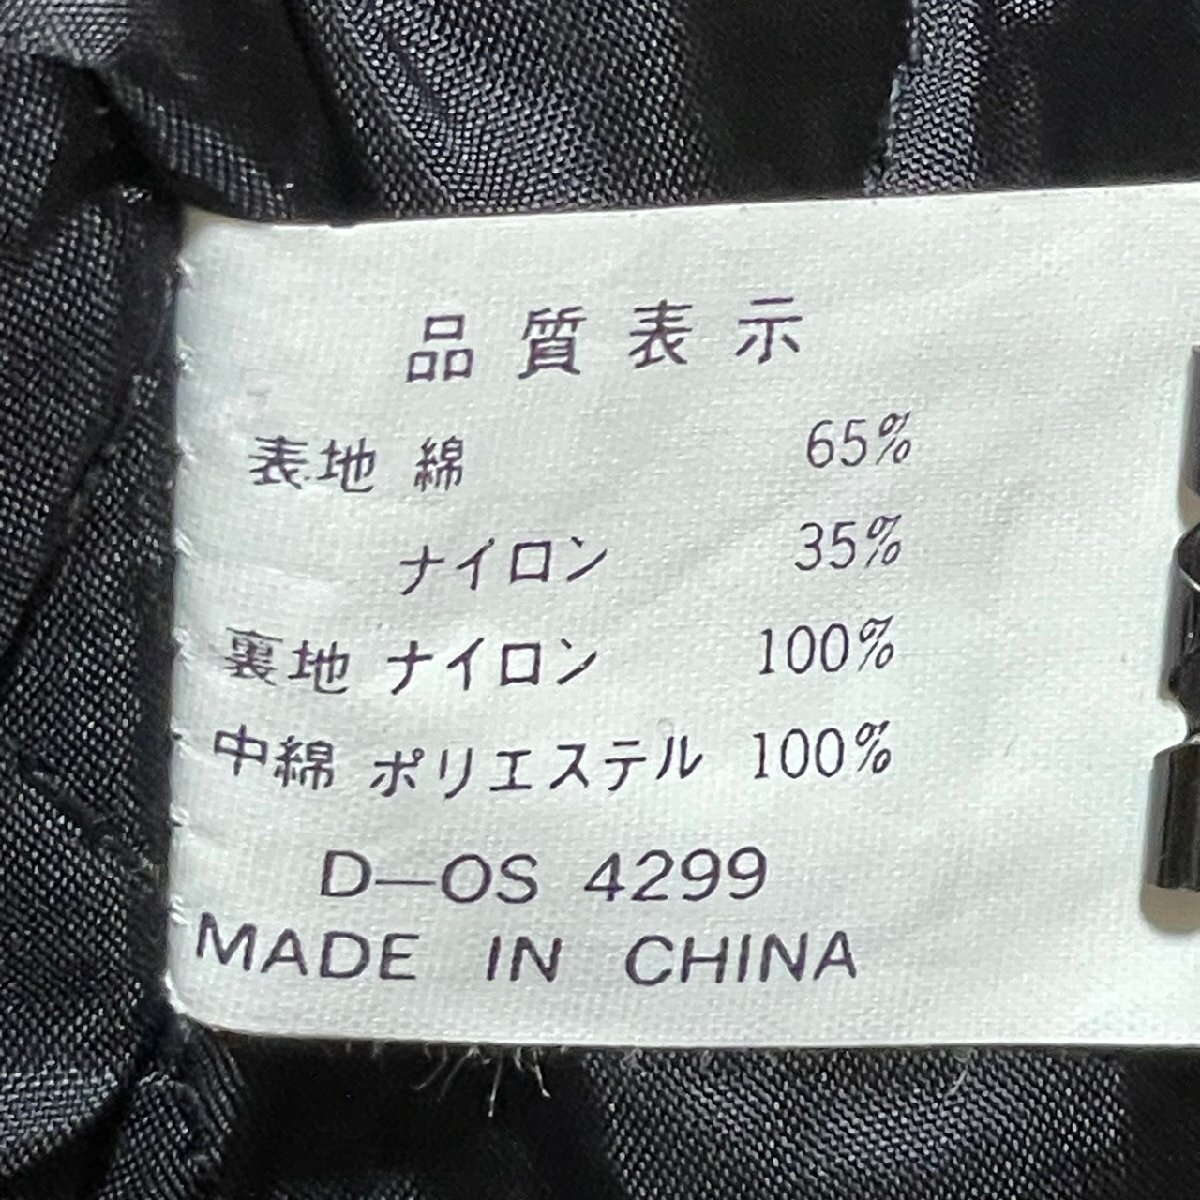 品質表示
表地 綿 65%
ナイロン 35%
裏地 ナイロン 100%
中綿 ポリエステル 100%
D－OS 4299
MADE IN CHINA